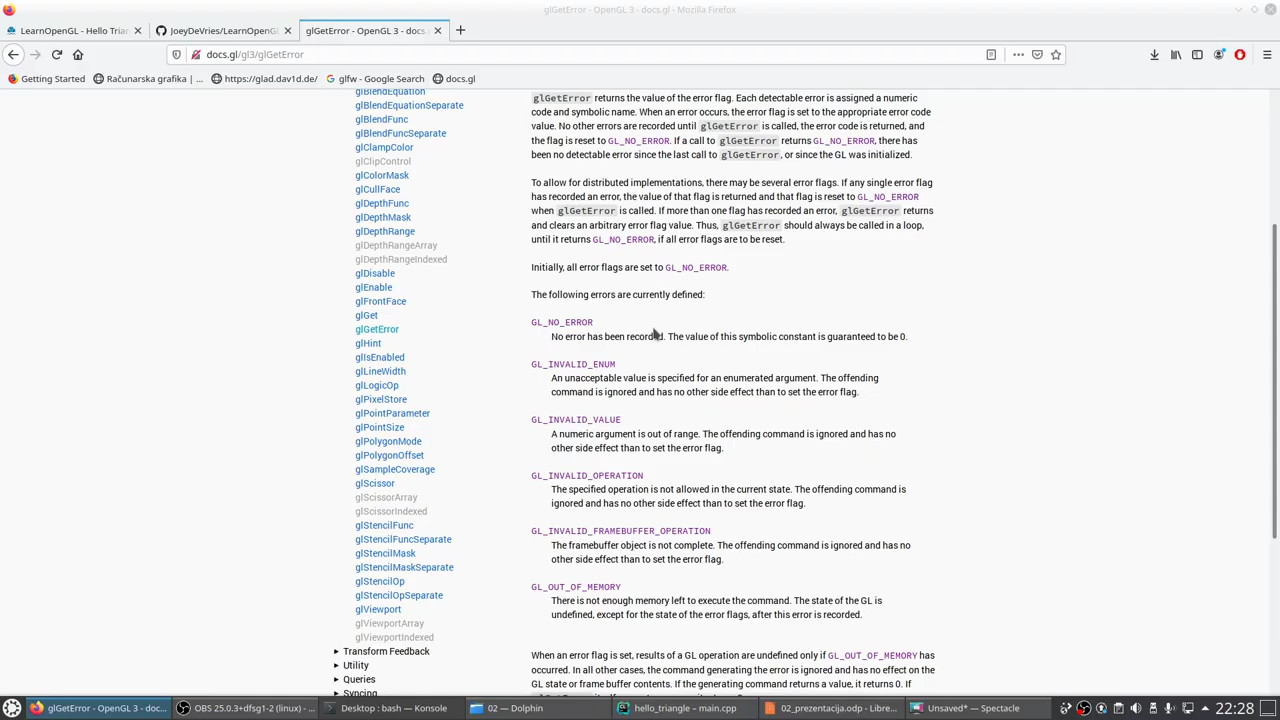 glGetError - OpenGL 3 - docs.gl - Mozilla Firefox
LearnOpenGL - Hello Trian
JoeyDeVries/LearnOpenGL
glGetError - OpenGL 3 - docs.
docs.gl/gl3/glGetError
Getting Started
Računarska grafika | ...
https://glad.dav1d.de/
glfw - Google Search
docs.gl
glBlendEquation
glBlendEquationSeparate
glBlendFunc
glBlendFuncSeparate
glClampColor
glClipControl
glColorMask
glCullFace
glDepthFunc
glDepthMask
glDepthRange
glDepthRangeArray
glDepthRangeIndexed
glDisable
glEnable
glFrontFace
glGet
glGetError
glHint
glIsEnabled
glLineWidth
glLogicOp
glPixelStore
glPointParameter
glPointSize
glPolygonMode
glPolygonOffset
glSampleCoverage
glScissor
glScissorArray
glScissorIndexed
glStencilFunc
glStencilFuncSeparate
glStencilMask
glStencilMaskSeparate
glStencilOp
glStencilOpSeparate
glViewport
glViewportArray
glViewportIndexed
Transform Feedback
Utility
Queries
Syncing
glGetError returns the value of the error flag. Each detectable error is assigned a numeric
code and symbolic name. When an error occurs, the error flag is set to the appropriate error code
value. No other errors are recorded until glGetError is called, the error code is returned, and
the flag is reset to GL_NO_ERROR. If a call to glGetError returns GL_NO_ERROR, there has
been no detectable error since the last call to glGetError, or since the GL was initialized.
To allow for distributed implementations, there may be several error flags. If any single error flag
has recorded an error, the value of that flag is returned and that flag is reset to GL_NO_ERROR
when glGetError is called. If more than one flag has recorded an error, glGetError returns
and clears an arbitrary error flag value. Thus, glGetError should always be called in a loop,
until it returns GL_NO_ERROR, if all error flags are to be reset.
Initially, all error flags are set to GL_NO_ERROR.
The following errors are currently defined:
GL_NO_ERROR
No error has been recorded. The value of this symbolic constant is guaranteed to be 0.
GL_INVALID_ENUM
An unacceptable value is specified for an enumerated argument. The offending
command is ignored and has no other side effect than to set the error flag.
GL_INVALID_VALUE
A numeric argument is out of range. The offending command is ignored and has no
other side effect than to set the error flag.
GL_INVALID_OPERATION
The specified operation is not allowed in the current state. The offending command is
ignored and has no other side effect than to set the error flag.
GL_INVALID_FRAMEBUFFER_OPERATION
The framebuffer object is not complete. The offending command is ignored and has no
other side effect than to set the error flag.
GL_OUT_OF_MEMORY
There is not enough memory left to execute the command. The state of the GL is
undefined, except for the state of the error flags, after this error is recorded.
When an error flag is set, results of a GL operation are undefined only if GL_OUT_OF_MEMORY has
occurred. In all other cases, the command generating the error is ignored and has no effect on the
GL state or frame buffer contents. If the generating command returns a value, it returns 0. If
glGetError - OpenGL 3 - doc...
OBS 25.0.3+dfsg1-2 (linux) - ...
Desktop : bash — Konsole
02 — Dolphin
hello_triangle – main.cpp
02_prezentacija.odp - Libre...
Unsaved* — Spectacle
22:28